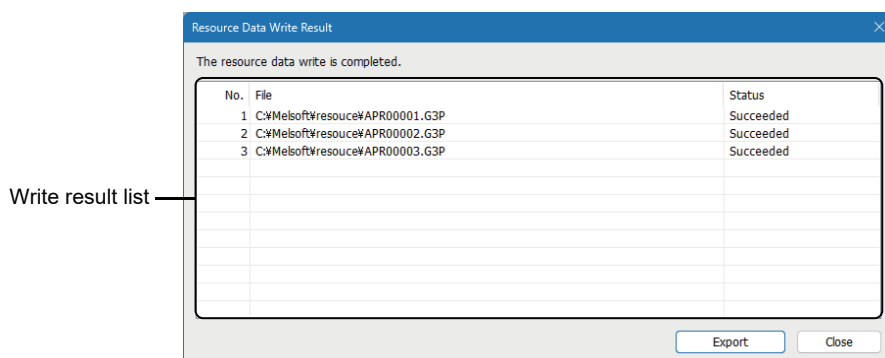 Resource Data Write Result
The resource data write is completed.
No. File Status
1 C:¥Melsoft¥resouce¥APR00001.G3P Succeeded
2 C:¥Melsoft¥resouce¥APR00002.G3P Succeeded
3 C:¥Melsoft¥resouce¥APR00003.G3P Succeeded
Write result list
Export Close